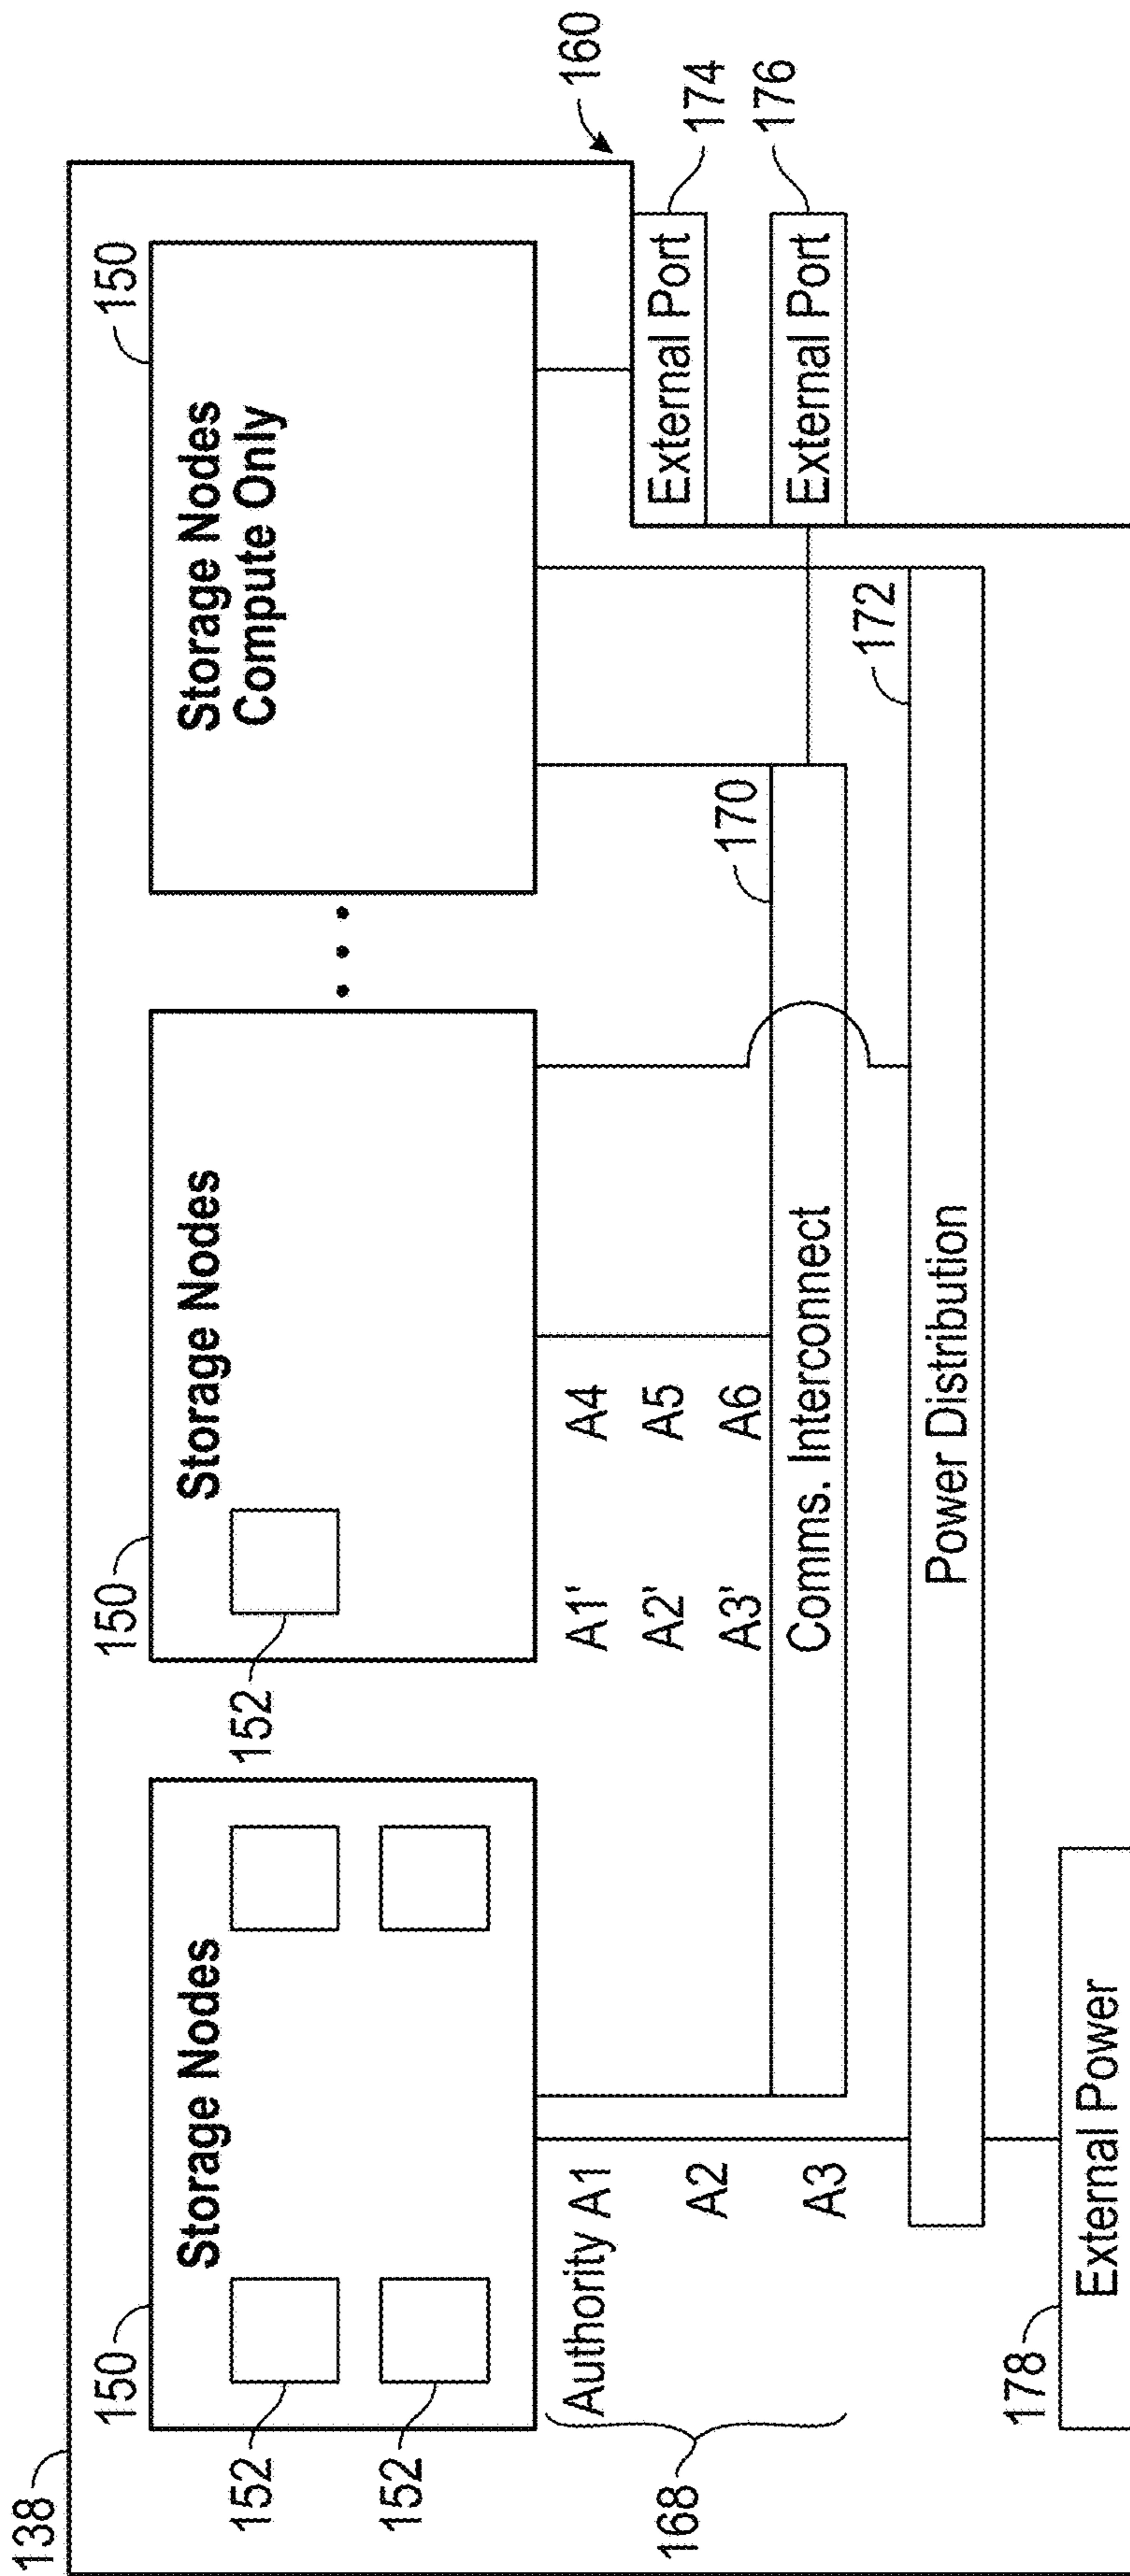 138
160
150
150
150
Storage Nodes
Storage Nodes
Storage Nodes
Compute Only
152
152
152
Authority A1
A2
A3
168
A1'
A2'
A3'
A4
A5
A6
External Port
174
External Port
176
170
Comms. Interconnect
172
Power Distribution
178
External Power